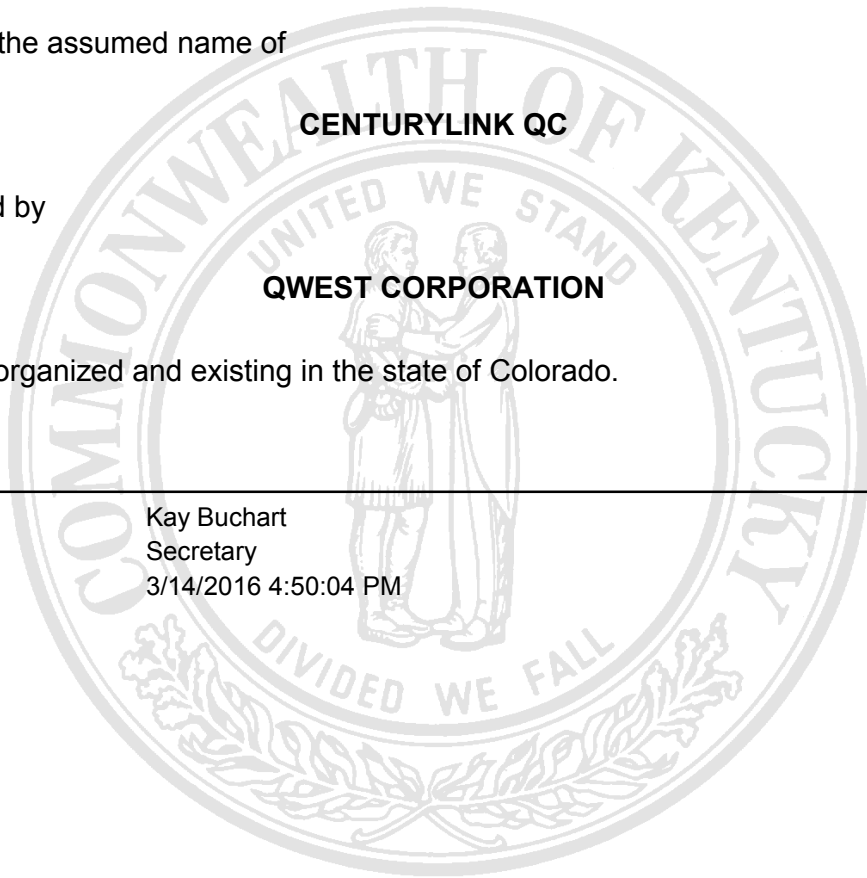 the assumed name of
CENTURYLINK QC
d by
QWEST CORPORATION
organized and existing in the state of Colorado.
Kay Buchart
Secretary
3/14/2016 4:50:04 PM
COMMONWEALTH OF KENTUCKY
UNITED WE STAND
DIVIDED WE FALL